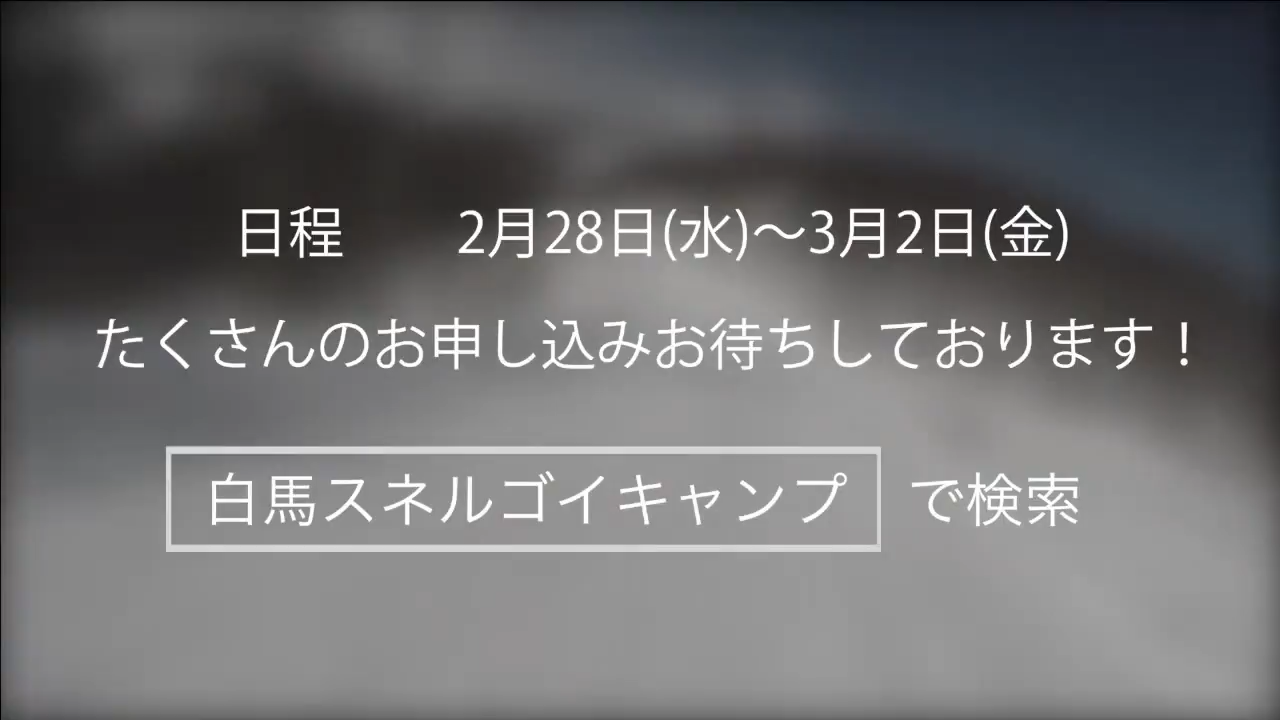 日程　　2月28日(水)～3月2日(金)
たくさんのお申し込みお待ちしております！
白馬スネルゴイキャンプ　で検索